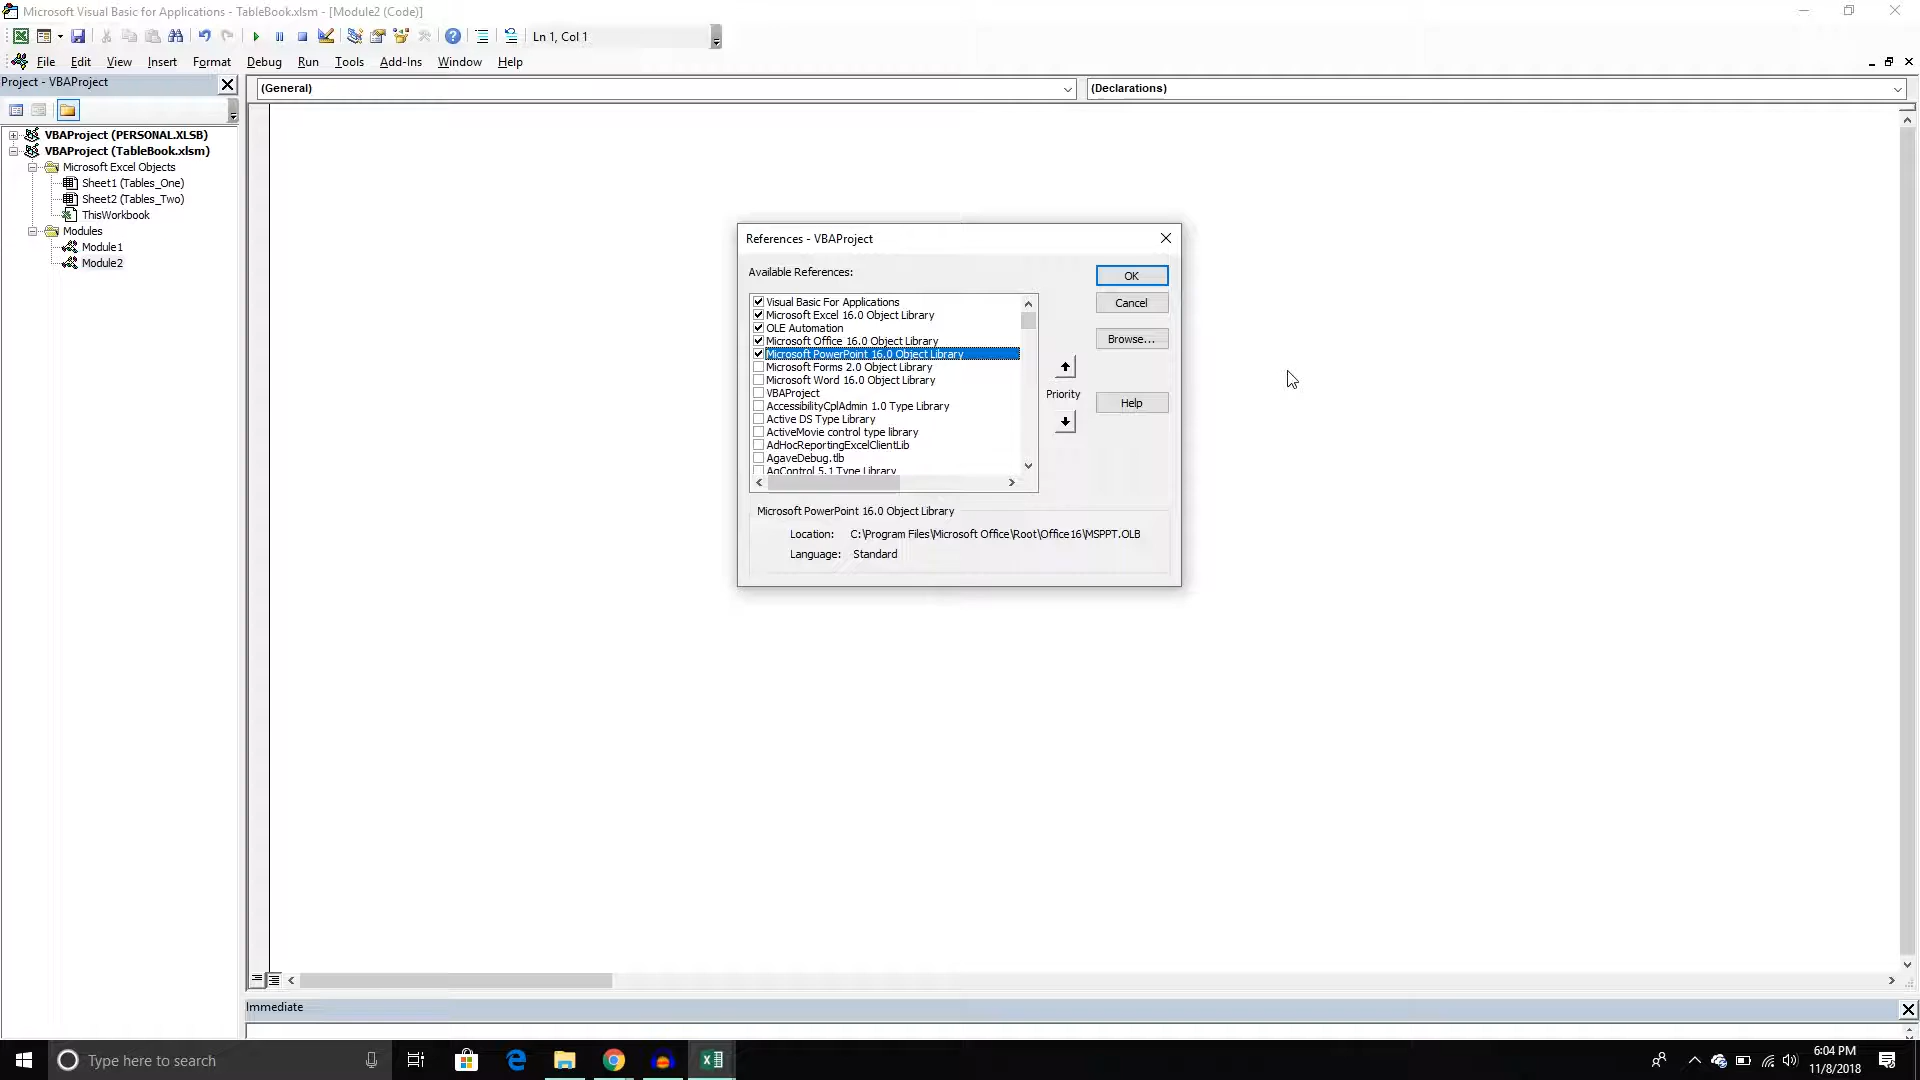 Microsoft Visual Basic for Applications - TableBook.xlsm - [Module2 (Code)]
Ln 1, Col 1
File Edit View Insert Format Debug Run Tools Add-Ins Window Help
Project - VBAProject
(General)
(Declarations)
VBAProject (PERSONAL.XLSB)
VBAProject (TableBook.xlsm)
Microsoft Excel Objects
Sheet1 (Tables_One)
Sheet2 (Tables_Two)
ThisWorkbook
Modules
Module1
Module2
References - VBAProject
Available References:
Visual Basic For Applications
Microsoft Excel 16.0 Object Library
OLE Automation
Microsoft Office 16.0 Object Library
Microsoft PowerPoint 16.0 Object Library
Microsoft Forms 2.0 Object Library
Microsoft Word 16.0 Object Library
VBAProject
AccessibilityCplAdmin 1.0 Type Library
Active DS Type Library
ActiveMovie control type library
AdHocReportingExcelClientLib
AgaveDebug.tlb
AgControl 5.1 Type Library
Priority
OK
Cancel
Browse...
Help
Microsoft PowerPoint 16.0 Object Library
Location: C:\Program Files\Microsoft Office\Root\Office16\MSPPT.OLB
Language: Standard
Immediate
Type here to search
6:04 PM
11/8/2018